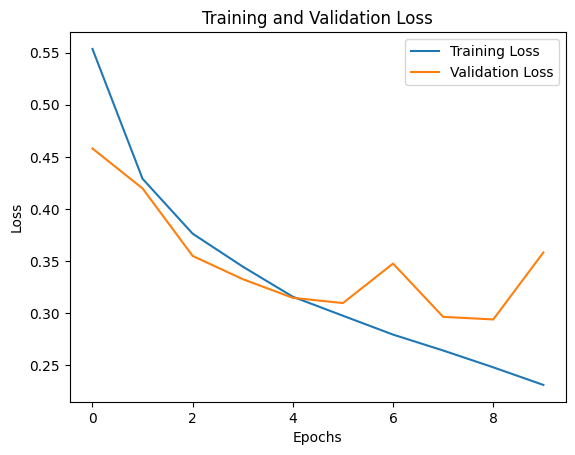 Training and Validation Loss
Training Loss
Validation Loss
0.55
0.50
0.45
0.40
0.35
0.30
0.25
Loss
0 2 4 6 8
Epochs